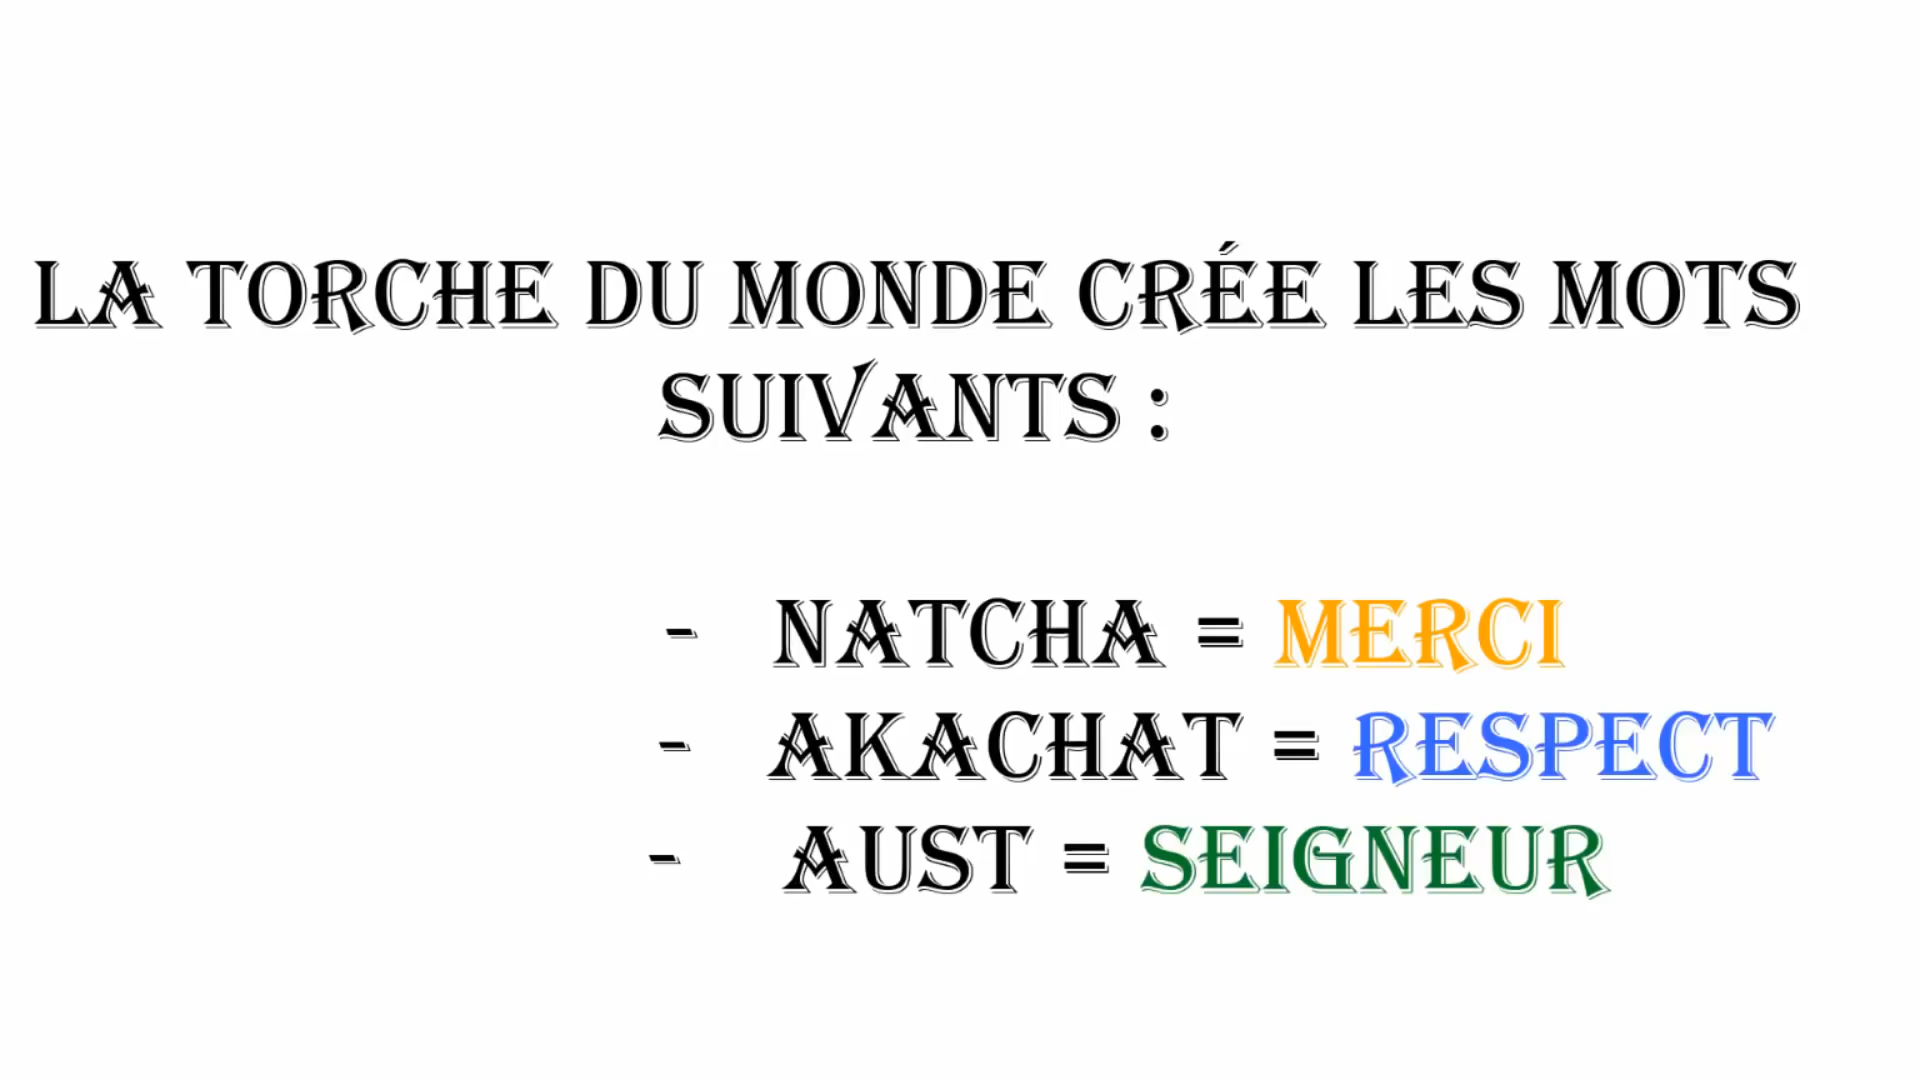 LA TORCHE DU MONDE CRÉE LES MOTS
SUIVANTS :
- NATCHA = MERCI
- AKACHAT = RESPECT
- AUST = SEIGNEUR